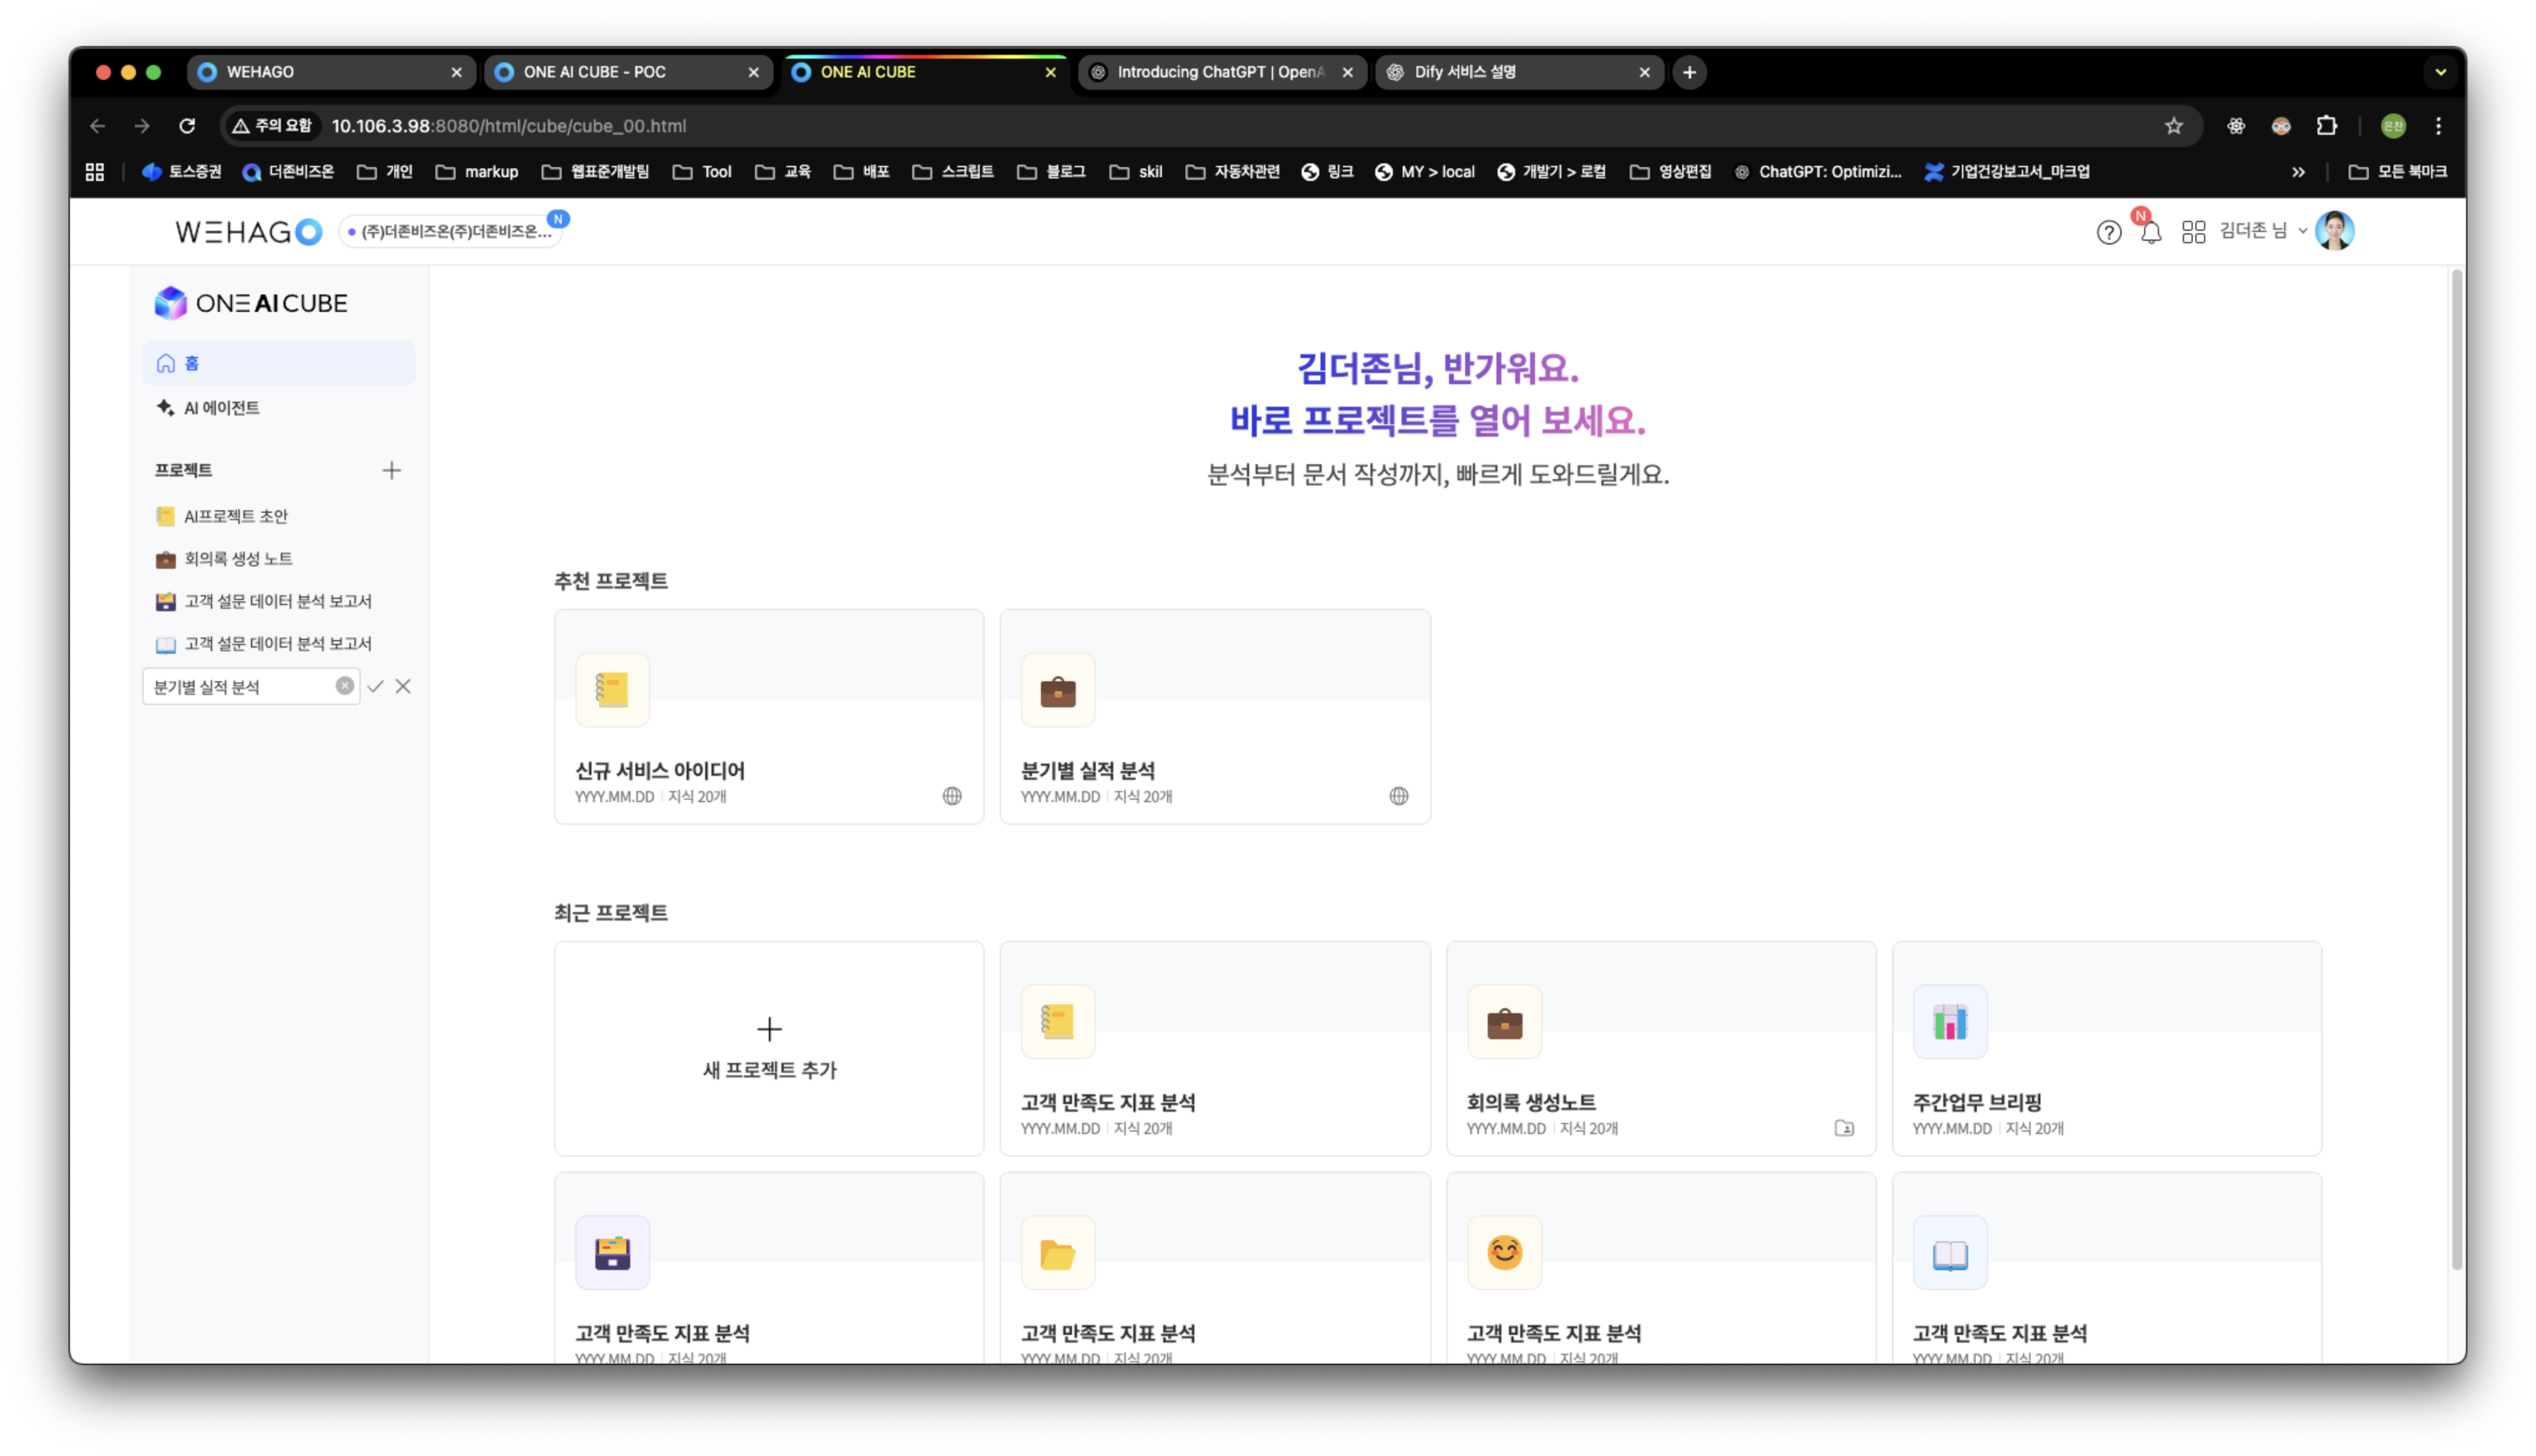 WEHAGO
ONE AI CUBE - POC
ONE AI CUBE
Introducing ChatGPT | OpenA
Dify 서비스 설명
주의 요함
10.106.3.98:8080/html/cube/cube_00.html
은찬
토스증권
더존비즈온
개인
markup
웹표준개발팀
Tool
교육
배포
스크립트
블로그
skil
자동차관련
링크
MY > local
개발기 > 로컬
영상편집
ChatGPT: Optimizi...
기업건강보고서_마크업
모든 북마크
WEHAGO
(주)더존비즈온(주)더존비즈온...
N
N
김더존 님
ONE AI CUBE
홈
AI 에이전트
프로젝트
AI프로젝트 초안
회의록 생성 노트
고객 설문 데이터 분석 보고서
고객 설문 데이터 분석 보고서
분기별 실적 분석
김더존님, 반가워요.
바로 프로젝트를 열어 보세요.
분석부터 문서 작성까지, 빠르게 도와드릴게요.
추천 프로젝트
신규 서비스 아이디어
YYYY.MM.DD 지식 20개
분기별 실적 분석
YYYY.MM.DD 지식 20개
최근 프로젝트
새 프로젝트 추가
고객 만족도 지표 분석
YYYY.MM.DD 지식 20개
회의록 생성노트
YYYY.MM.DD 지식 20개
주간업무 브리핑
YYYY.MM.DD 지식 20개
고객 만족도 지표 분석
YYYY.MM.DD 지식 20개
고객 만족도 지표 분석
YYYY.MM.DD 지식 20개
고객 만족도 지표 분석
YYYY.MM.DD 지식 20개
고객 만족도 지표 분석
YYYY.MM.DD 지식 20개